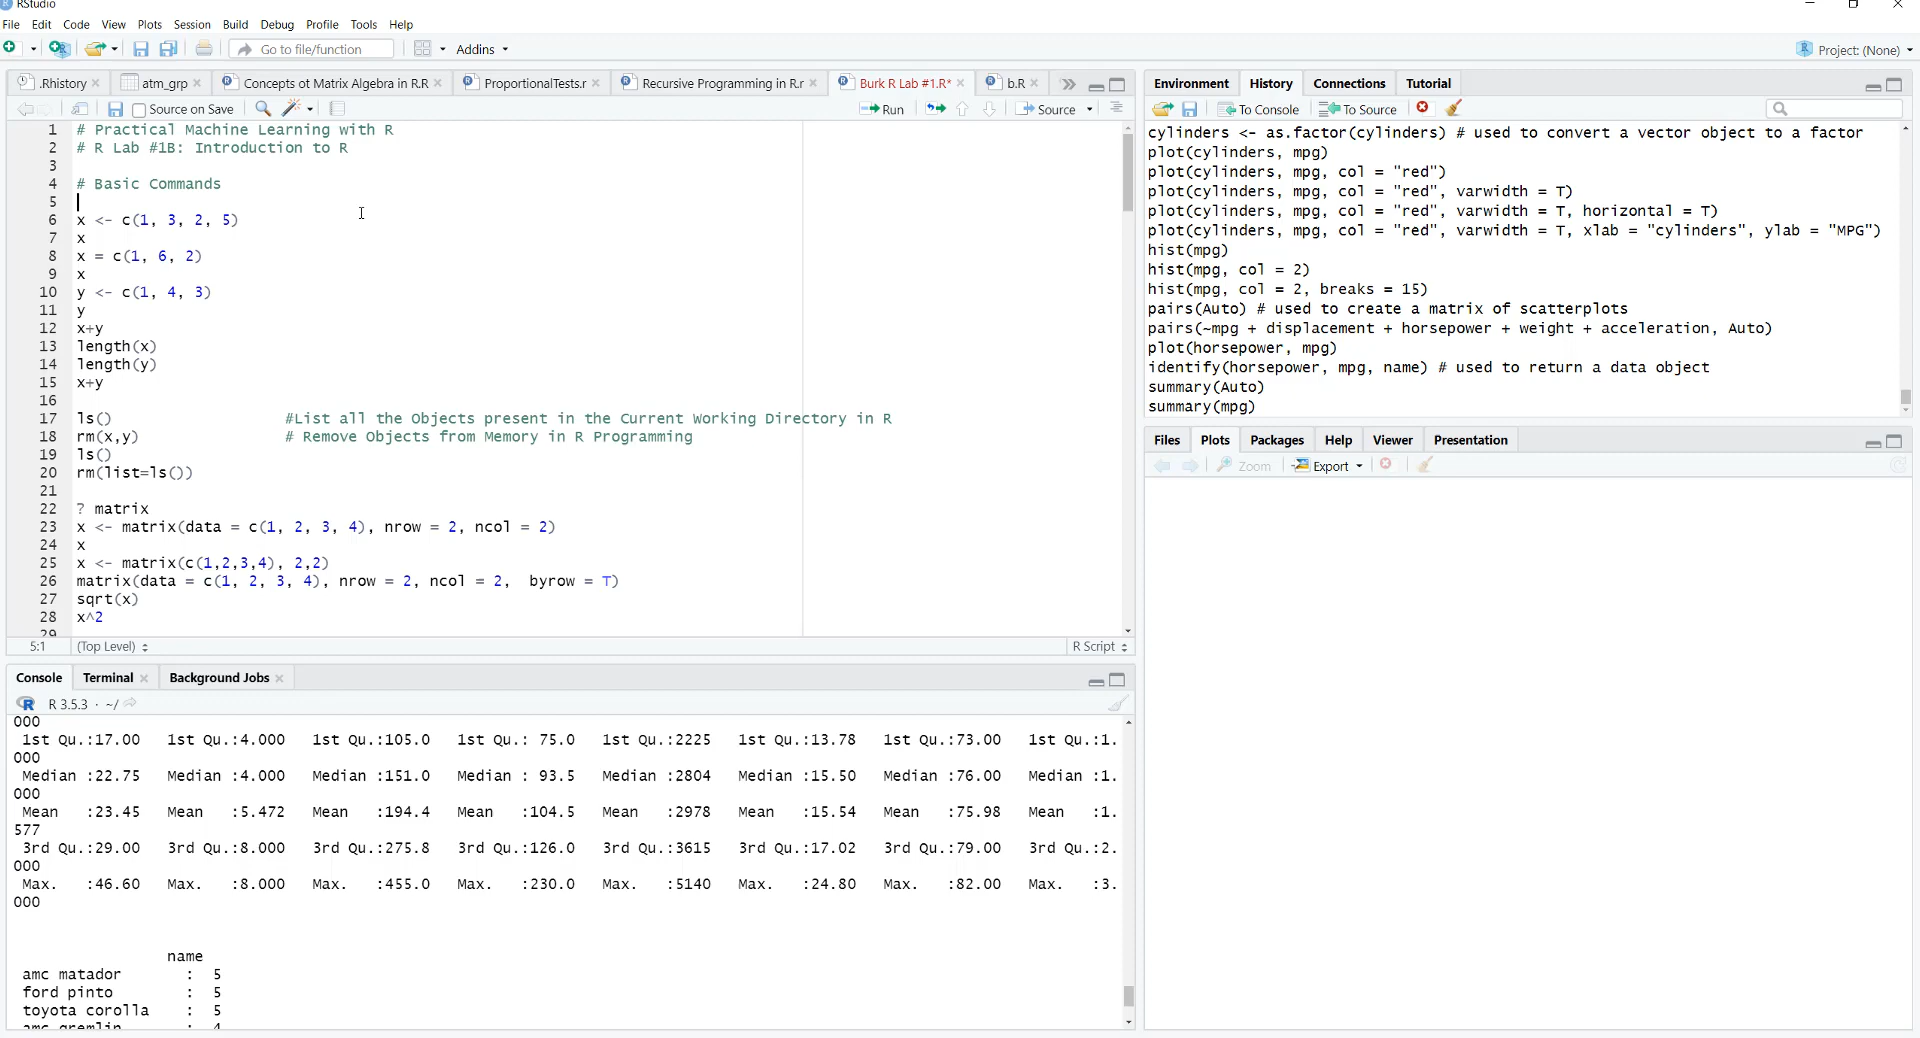 RStudio
File Edit Code View Plots Session Build Debug Profile Tools Help
Go to file/function Addins Project: (None)
.Rhistory atm_grp Concepts of Matrix Algebra in R.R ProportionalTests.r Recursive Programming in R.r Burk R Lab #1.R* b.R
Source on Save Run Source
1 # Practical Machine Learning with R
2 # R Lab #1B: Introduction to R
3
4 # Basic Commands
5
6 x <- c(1, 3, 2, 5)
7 x
8 x = c(1, 6, 2)
9 x
10 y <- c(1, 4, 3)
11 y
12 x+y
13 length(x)
14 length(y)
15 x+y
16
17 ls() #List all the Objects present in the Current Working Directory in R
18 rm(x,y) # Remove Objects from Memory in R Programming
19 ls()
20 rm(list=ls())
21
22 ? matrix
23 x <- matrix(data = c(1, 2, 3, 4), nrow = 2, ncol = 2)
24 x
25 x <- matrix(c(1,2,3,4), 2,2)
26 matrix(data = c(1, 2, 3, 4), nrow = 2, ncol = 2, byrow = T)
27 sqrt(x)
28 x^2
29
5:1 (Top Level) R Script
Console Terminal Background Jobs
R 3.5.3 · ~/
000
1st Qu.:17.00 1st Qu.:4.000 1st Qu.:105.0 1st Qu.: 75.0 1st Qu.:2225 1st Qu.:13.78 1st Qu.:73.00 1st Qu.:1.
000
Median :22.75 Median :4.000 Median :151.0 Median : 93.5 Median :2804 Median :15.50 Median :76.00 Median :1.
000
Mean :23.45 Mean :5.472 Mean :194.4 Mean :104.5 Mean :2978 Mean :15.54 Mean :75.98 Mean :1.
577
3rd Qu.:29.00 3rd Qu.:8.000 3rd Qu.:275.8 3rd Qu.:126.0 3rd Qu.:3615 3rd Qu.:17.02 3rd Qu.:79.00 3rd Qu.:2.
000
Max. :46.60 Max. :8.000 Max. :455.0 Max. :230.0 Max. :5140 Max. :24.80 Max. :82.00 Max. :3.
000
name
amc matador : 5
ford pinto : 5
toyota corolla : 5
amc gremlin : 4
Environment History Connections Tutorial
To Console To Source
cylinders <- as.factor(cylinders) # used to convert a vector object to a factor
plot(cylinders, mpg)
plot(cylinders, mpg, col = "red")
plot(cylinders, mpg, col = "red", varwidth = T)
plot(cylinders, mpg, col = "red", varwidth = T, horizontal = T)
plot(cylinders, mpg, col = "red", varwidth = T, xlab = "cylinders", ylab = "MPG")
hist(mpg)
hist(mpg, col = 2)
hist(mpg, col = 2, breaks = 15)
pairs(Auto) # used to create a matrix of scatterplots
pairs(~mpg + displacement + horsepower + weight + acceleration, Auto)
plot(horsepower, mpg)
identify(horsepower, mpg, name) # used to return a data object
summary(Auto)
summary(mpg)
Files Plots Packages Help Viewer Presentation
Zoom Export